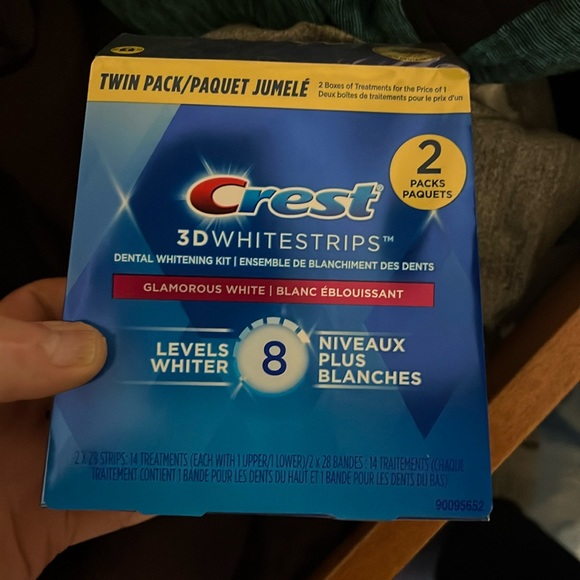 TWIN PACK/PAQUET JUMELÉ
2 Boxes of Treatments for the Price of 1
Deux boîtes de traitements pour le prix d'un
2
PACKS
PAQUETS
Crest®
3DWHITESTRIPS™
DENTAL WHITENING KIT | ENSEMBLE DE BLANCHIMENT DES DENTS
GLAMOROUS WHITE | BLANC ÉBLOUISSANT
LEVELS
WHITER
8
NIVEAUX
PLUS
BLANCHES
2 X 28 STRIPS: 14 TREATMENTS (EACH WITH 1 UPPER/1 LOWER)/2 x 28 BANDES : 14 TRAITEMENTS (CHAQUE
TRAITEMENT CONTIENT 1 BANDE POUR LES DENTS DU HAUT ET 1 BANDE POUR LES DENTS DU BAS)
90095652